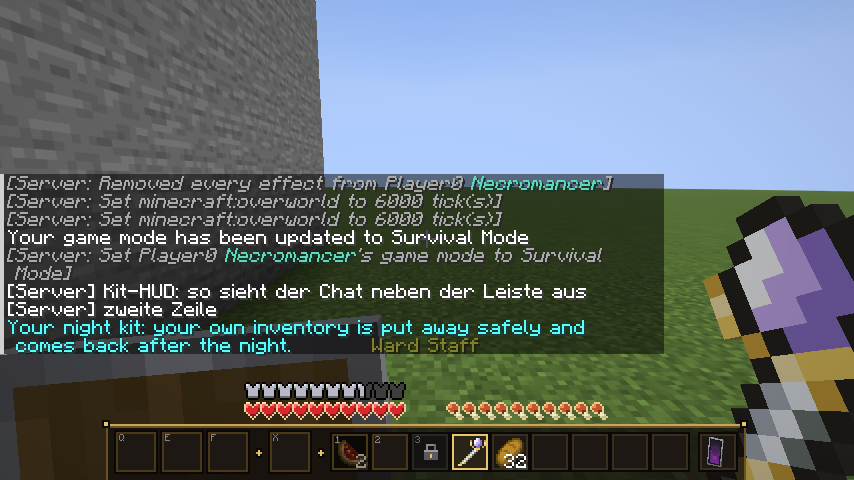 [Server: Removed every effect from Player0 Necromancer]
[Server: Set minecraft:overworld to 6000 tick(s)]
[Server: Set minecraft:overworld to 6000 tick(s)]
Your game mode has been updated to Survival Mode
[Server: Set Player0 Necromancer's game mode to Survival
Mode]
[Server] Kit-HUD: so sieht der Chat neben der Leiste aus
[Server] zweite Zeile
Your night kit: your own inventory is put away safely and
comes back after the night.
Ward Staff
Q E F X 1 2 3
2 32